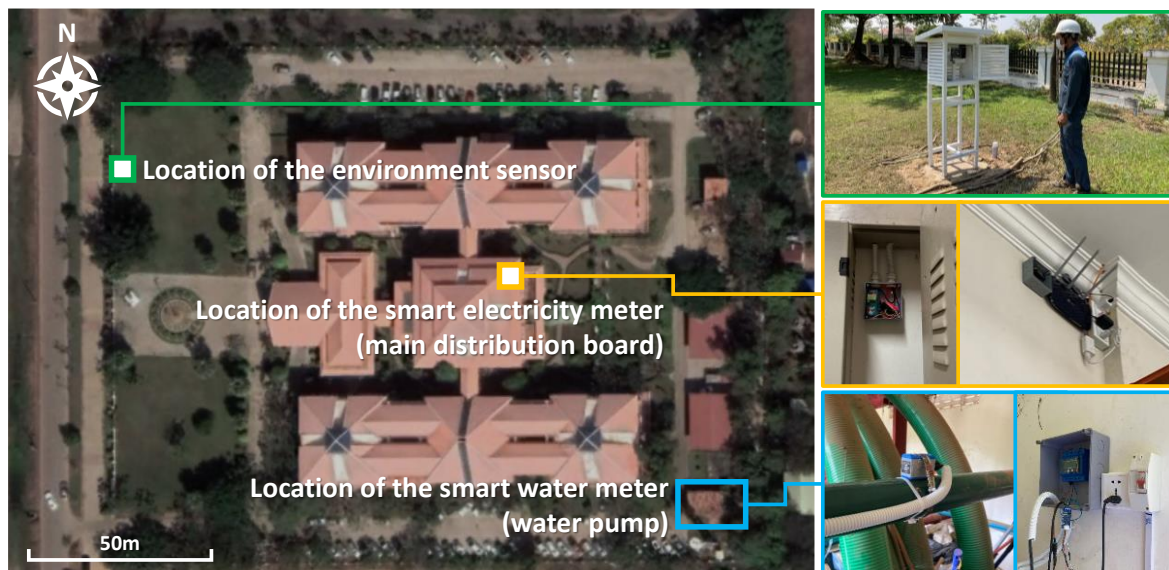 N
Location of the environment sensor
Location of the smart electricity meter
(main distribution board)
Location of the smart water meter
(water pump)
50m